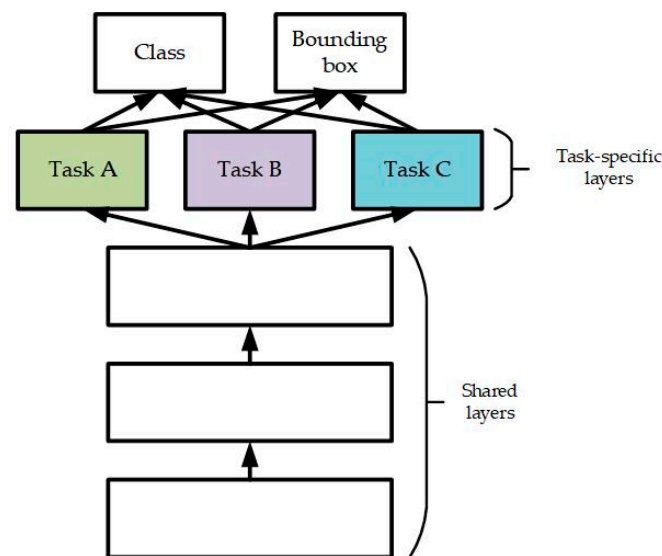 Class
Bounding
box
Task A
Task B
Task C
Task-specific
layers
Shared
layers